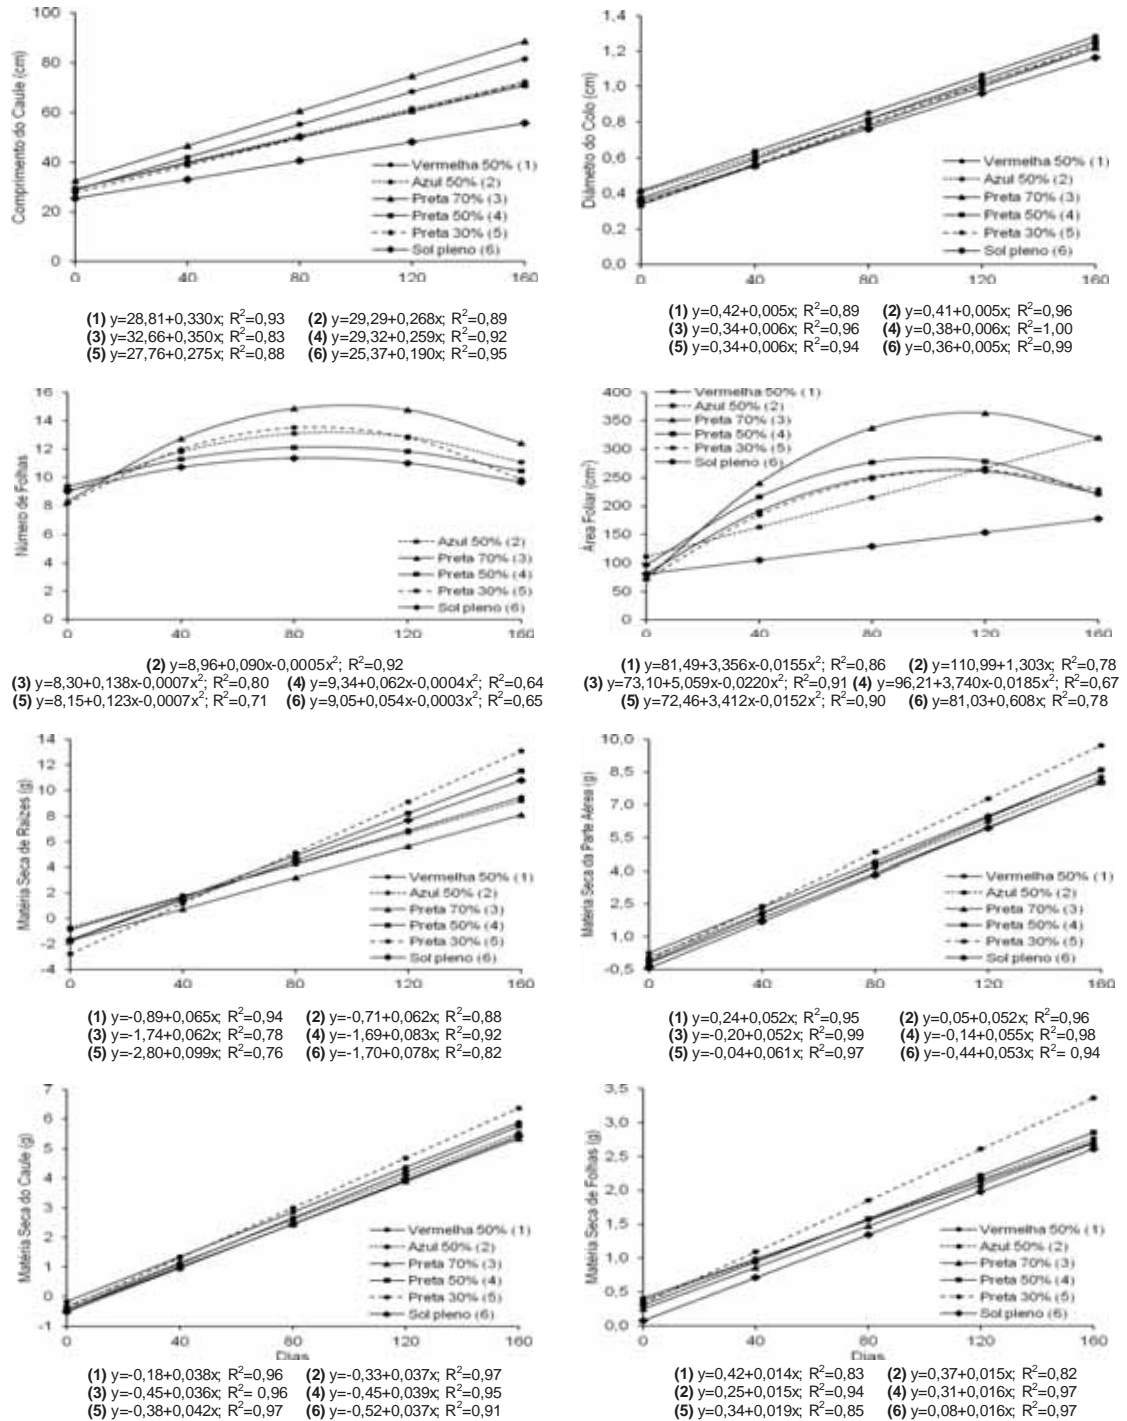 Comprimento do Caule (cm)
100
80
60
40
20
0
0 40 80 120 160
Vermelha 50% (1)
Azul 50% (2)
Preta 70% (3)
Preta 50% (4)
Preta 30% (5)
Sol pleno (6)
(1) y=28,81+0,330x; R²=0,93 (2) y=29,29+0,268x; R²=0,89
(3) y=32,66+0,350x; R²=0,83 (4) y=29,32+0,259x; R²=0,92
(5) y=27,76+0,275x; R²=0,88 (6) y=25,37+0,190x; R²=0,95
Diâmetro do Colo (cm)
1,4
1,2
1,0
0,8
0,6
0,4
0,2
0,0
0 40 80 120 160
Vermelha 50% (1)
Azul 50% (2)
Preta 70% (3)
Preta 50% (4)
Preta 30% (5)
Sol pleno (6)
(1) y=0,42+0,005x; R²=0,89 (2) y=0,41+0,005x; R²=0,96
(3) y=0,34+0,006x; R²=0,96 (4) y=0,38+0,006x; R²=1,00
(5) y=0,34+0,006x; R²=0,94 (6) y=0,36+0,005x; R²=0,99
Número de Folhas
16
14
12
10
8
6
4
2
0
0 40 80 120 160
Azul 50% (2)
Preta 70% (3)
Preta 50% (4)
Preta 30% (5)
Sol pleno (6)
(2) y=8,96+0,090x-0,0005x²; R²=0,92
(3) y=8,30+0,138x-0,0007x²; R²=0,80 (4) y=9,34+0,062x-0,0004x²; R²=0,64
(5) y=8,15+0,123x-0,0007x²; R²=0,71 (6) y=9,05+0,054x-0,0003x²; R²=0,65
Área Foliar (cm²)
400
350
300
250
200
150
100
50
0
0 40 80 120 160
Vermelha 50% (1)
Azul 50% (2)
Preta 70% (3)
Preta 50% (4)
Preta 30% (5)
Sol pleno (6)
(1) y=81,49+3,356x-0,0155x²; R²=0,86 (2) y=110,99+1,303x; R²=0,78
(3) y=73,10+5,059x-0,0220x²; R²=0,91 (4) y=96,21+3,740x-0,0185x²; R²=0,67
(5) y=72,46+3,412x-0,0152x²; R²=0,90 (6) y=81,03+0,608x; R²=0,78
Matéria Seca de Raízes (g)
14
12
10
8
6
4
2
0
-2
-4
0 40 80 120 160
Vermelha 50% (1)
Azul 50% (2)
Preta 70% (3)
Preta 50% (4)
Preta 30% (5)
Sol pleno (6)
(1) y=-0,89+0,065x; R²=0,94 (2) y=-0,71+0,062x; R²=0,88
(3) y=-1,74+0,062x; R²=0,78 (4) y=-1,69+0,083x; R²=0,92
(5) y=-2,80+0,099x; R²=0,76 (6) y=-1,70+0,078x; R²=0,82
Matéria Seca da Parte Aérea (g)
10,0
8,5
7,0
5,5
4,0
2,5
1,0
-0,5
0 40 80 120 160
Vermelha 50% (1)
Azul 50% (2)
Preta 70% (3)
Preta 50% (4)
Preta 30% (5)
Sol pleno (6)
(1) y=0,24+0,052x; R²=0,95 (2) y=0,05+0,052x; R²=0,96
(3) y=-0,20+0,052x; R²=0,99 (4) y=-0,14+0,055x; R²=0,98
(5) y=-0,04+0,061x; R²=0,97 (6) y=-0,44+0,053x; R²= 0,94
Matéria Seca do Caule (g)
7
6
5
4
3
2
1
0
-1
0 40 80 120 160
Dias
Vermelha 50% (1)
Azul 50% (2)
Preta 70% (3)
Preta 50% (4)
Preta 30% (5)
Sol pleno (6)
(1) y=-0,18+0,038x; R²=0,96 (2) y=-0,33+0,037x; R²=0,97
(3) y=-0,45+0,036x; R²= 0,96 (4) y=-0,45+0,039x; R²=0,95
(5) y=-0,38+0,042x; R²=0,97 (6) y=-0,52+0,037x; R²=0,91
Matéria Seca de Folhas (g)
3,5
3,0
2,5
2,0
1,5
1,0
0,5
0,0
0 40 80 120 160
Dias
Vermelha 50% (1)
Azul 50% (2)
Preta 70% (3)
Preta 50% (4)
Preta 30% (5)
Sol pleno (6)
(1) y=0,42+0,014x; R²=0,83 (2) y=0,37+0,015x; R²=0,82
(2) y=0,25+0,015x; R²=0,94 (4) y=0,31+0,016x; R²=0,97
(5) y=0,34+0,019x; R²=0,85 (6) y=0,08+0,016x; R²=0,97